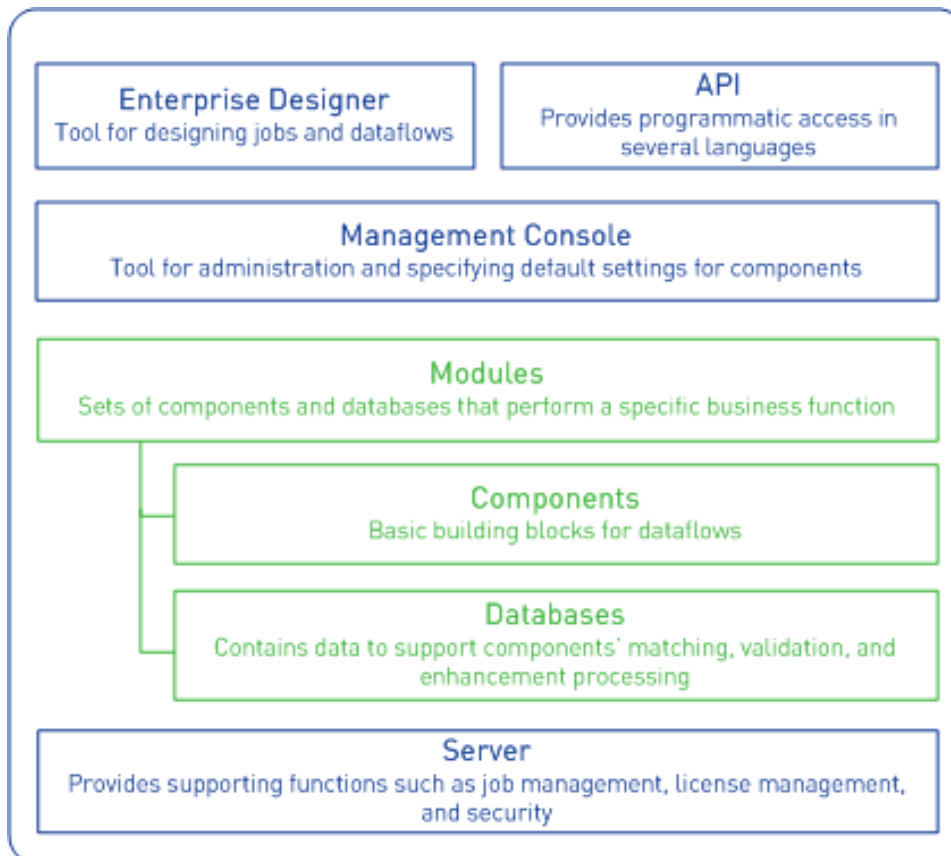 Enterprise Designer
Tool for designing jobs and dataflows
API
Provides programmatic access in
several languages
Management Console
Tool for administration and specifying default settings for components
Modules
Sets of components and databases that perform a specific business function
Components
Basic building blocks for dataflows
Databases
Contains data to support components’ matching, validation, and
enhancement processing
Server
Provides supporting functions such as job management, license management,
and security